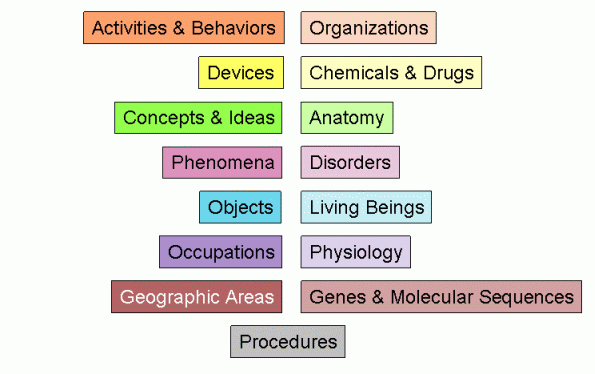 Activities & Behaviors
Organizations
Devices
Chemicals & Drugs
Concepts & Ideas
Anatomy
Phenomena
Disorders
Objects
Living Beings
Occupations
Physiology
Geographic Areas
Genes & Molecular Sequences
Procedures